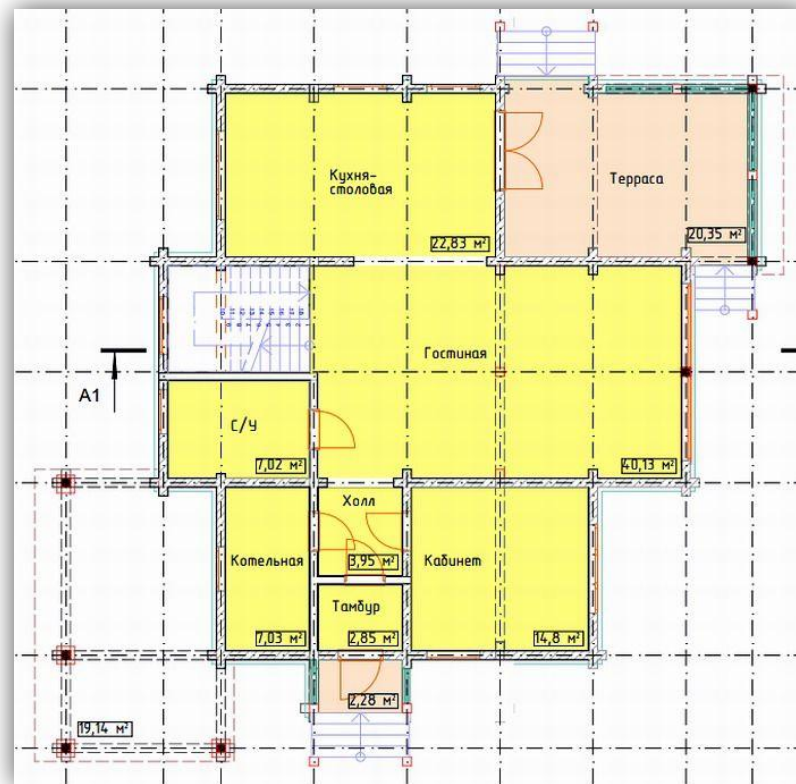 Кухня-
столовая
22,83 м²
Терраса
20,35 м²
Гостиная
40,13 м²
А1
С/У
7,02 м²
Холл
3,95 м²
Котельная
7,03 м²
Кабинет
14,8 м²
Тамбур
2,85 м²
2,28 м²
19,14 м²